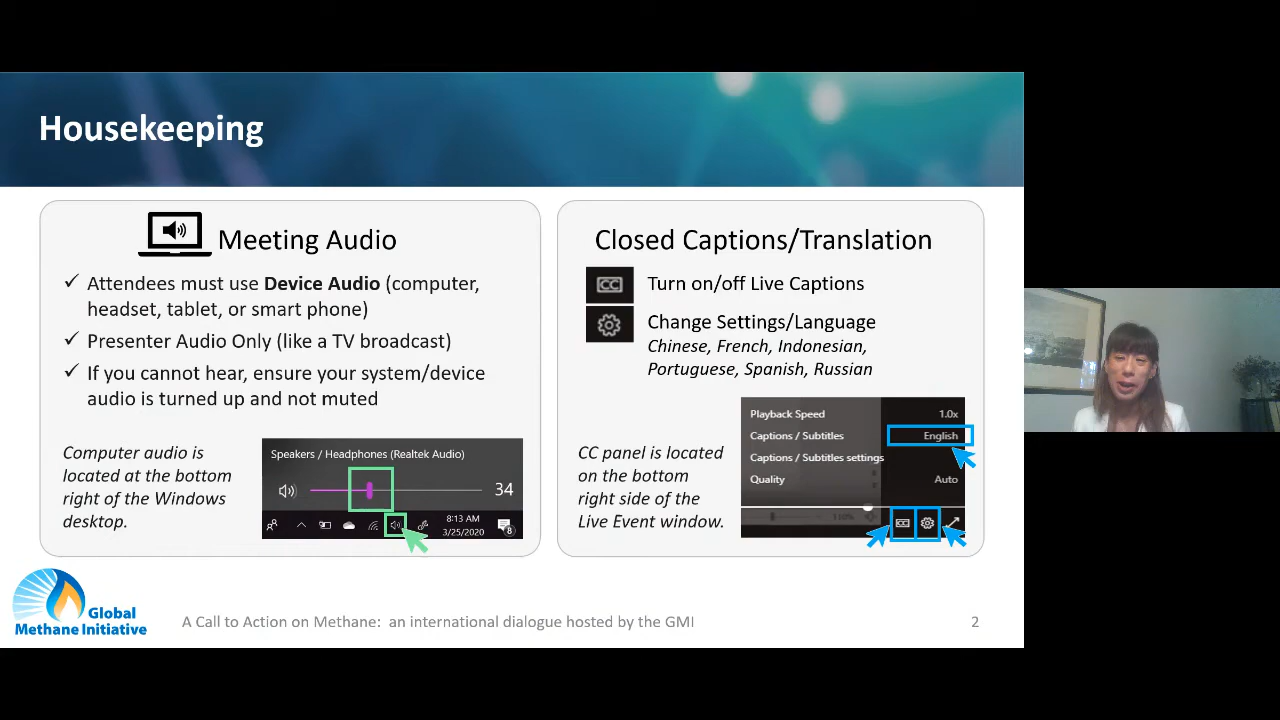 Housekeeping
Meeting Audio
Attendees must use Device Audio (computer,
headset, tablet, or smart phone)
Presenter Audio Only (like a TV broadcast)
If you cannot hear, ensure your system/device
audio is turned up and not muted
Computer audio is
located at the bottom
right of the Windows
desktop.
Speakers / Headphones (Realtek Audio)
34
8:13 AM
3/25/2020
8
Closed Captions/Translation
CC
Turn on/off Live Captions
Change Settings/Language
Chinese, French, Indonesian,
Portuguese, Spanish, Russian
CC panel is located
on the bottom
right side of the
Live Event window.
Playback Speed 1.0x
Captions / Subtitles English
Captions / Subtitles settings
Quality Auto
CC
Global
Methane Initiative
A Call to Action on Methane: an international dialogue hosted by the GMI
2